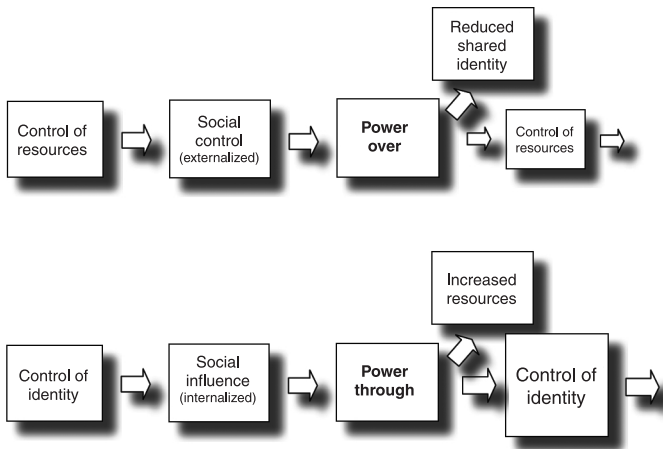 Reduced
shared
identity
Control of
resources
Social
control
(externalized)
Power
over
Control of
resources
Increased
resources
Control of
identity
Social
influence
(internalized)
Power
through
Control of
identity